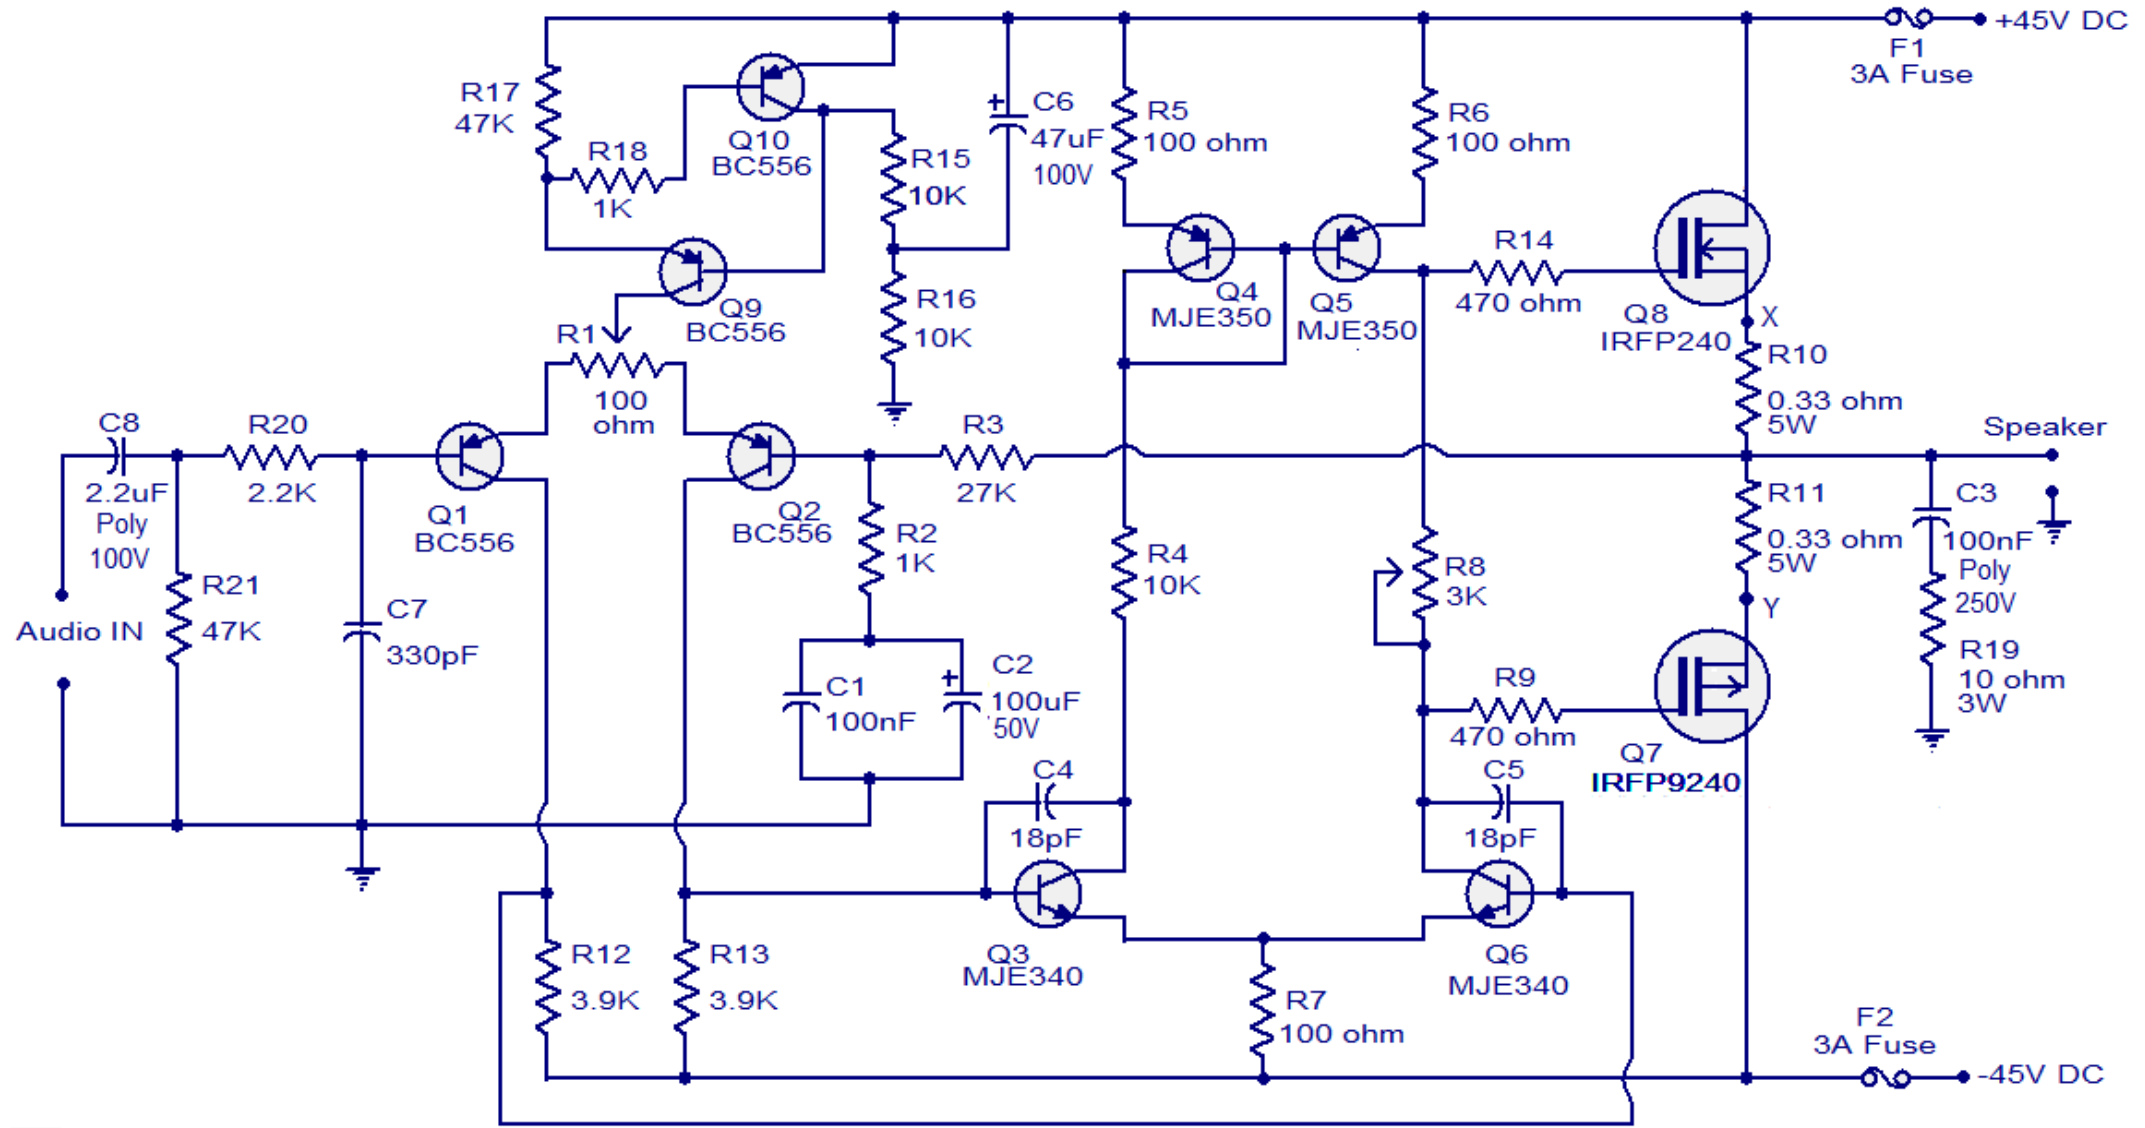 +45V DC
F1
3A Fuse
R17
47K
R18
1K
Q10
BC556
R15
10K
C6
47uF
100V
R5
100 ohm
R6
100 ohm
Q9
BC556
R16
10K
R1
100
ohm
Q4
MJE350
Q5
MJE350
R14
470 ohm
Q8
IRFP240
X
R10
0.33 ohm
5W
Speaker
C8
2.2uF
Poly
100V
R20
2.2K
Q1
BC556
Q2
BC556
R3
27K
R2
1K
R4
10K
R8
3K
R11
0.33 ohm
5W
Y
C3
100nF
Poly
250V
R19
10 ohm
3W
Audio IN
R21
47K
C7
330pF
C1
100nF
C2
100uF
50V
R9
470 ohm
Q7
IRFP9240
C4
18pF
C5
18pF
Q3
MJE340
Q6
MJE340
R12
3.9K
R13
3.9K
R7
100 ohm
F2
3A Fuse
-45V DC